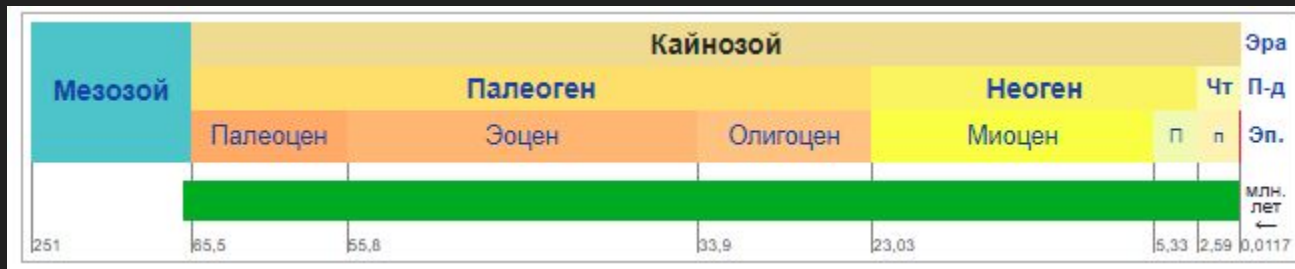 Кайнозой Эра
Мезозой Палеоген Неоген Чт П-д
Палеоцен Эоцен Олигоцен Миоцен П п Эп.
млн.
лет
←
251 65,5 55,8 33,9 23,03 5,33 2,59 0,0117